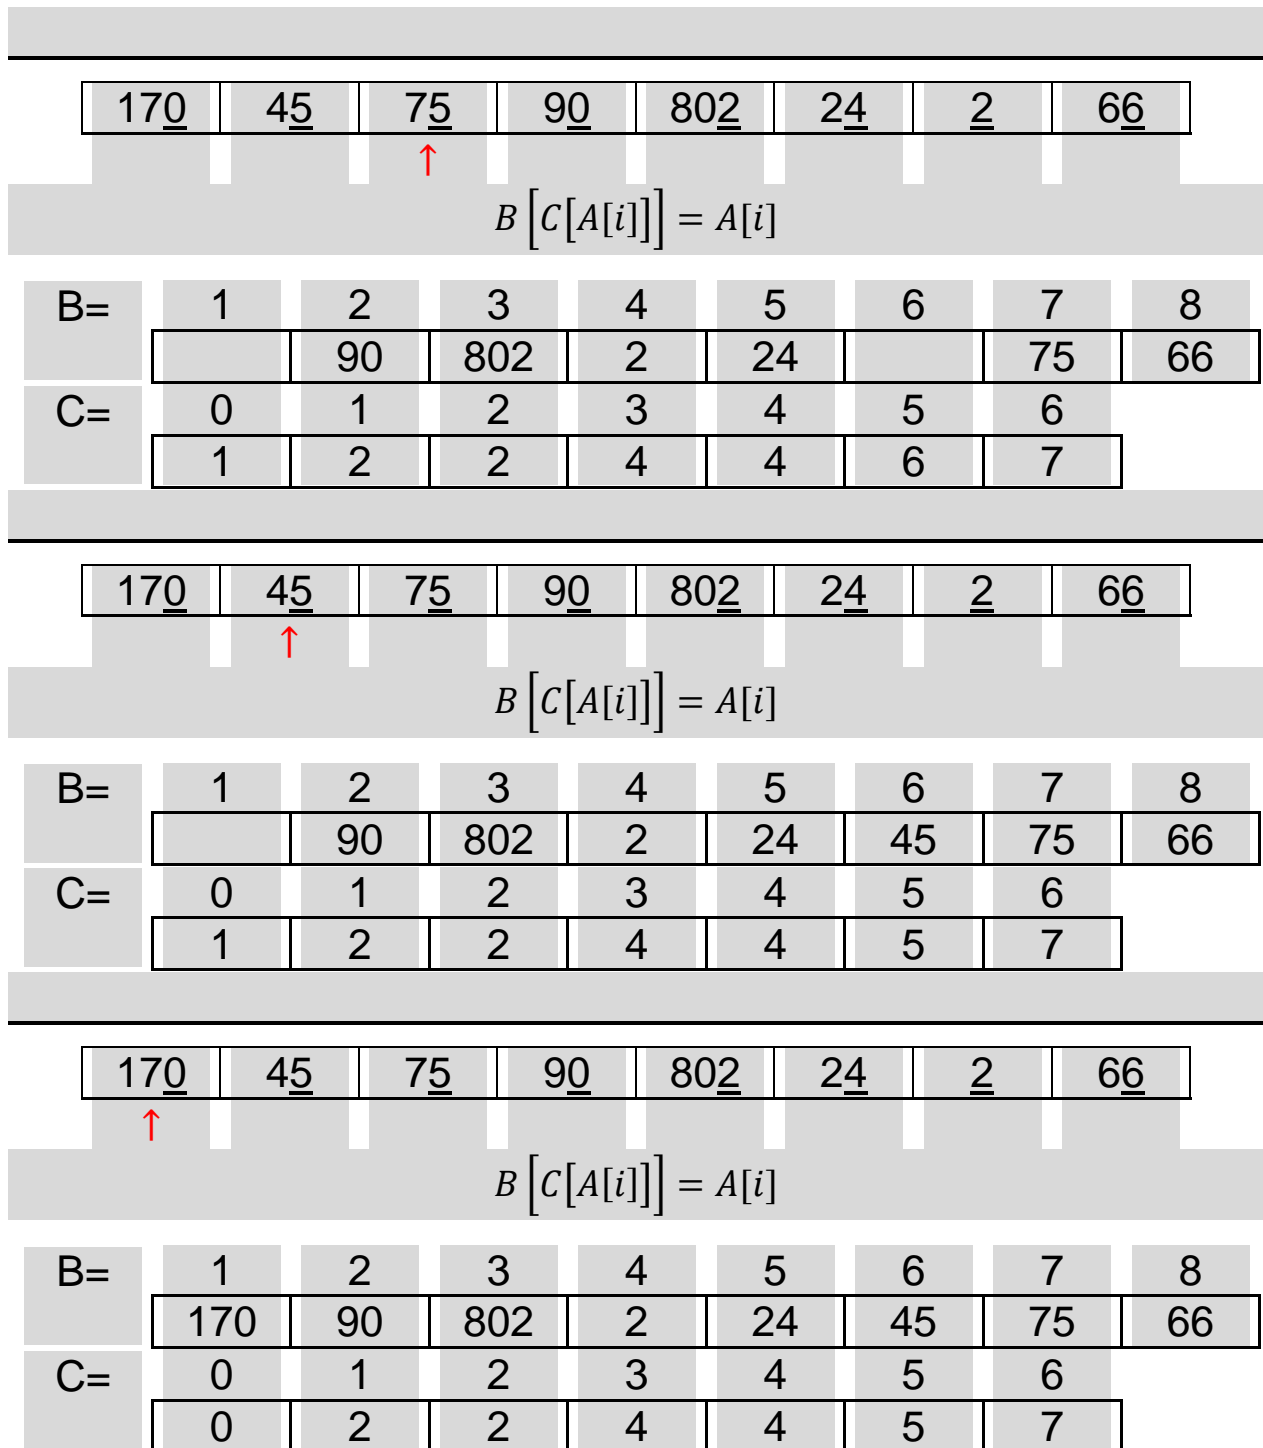 170 45 75 90 802 24 2 66
↑
B[C[A[i]]] = A[i]
B= 1 2 3 4 5 6 7 8
90 802 2 24 75 66
C= 0 1 2 3 4 5 6
1 2 2 4 4 6 7
170 45 75 90 802 24 2 66
↑
B[C[A[i]]] = A[i]
B= 1 2 3 4 5 6 7 8
90 802 2 24 45 75 66
C= 0 1 2 3 4 5 6
1 2 2 4 4 5 7
170 45 75 90 802 24 2 66
↑
B[C[A[i]]] = A[i]
B= 1 2 3 4 5 6 7 8
170 90 802 2 24 45 75 66
C= 0 1 2 3 4 5 6
0 2 2 4 4 5 7